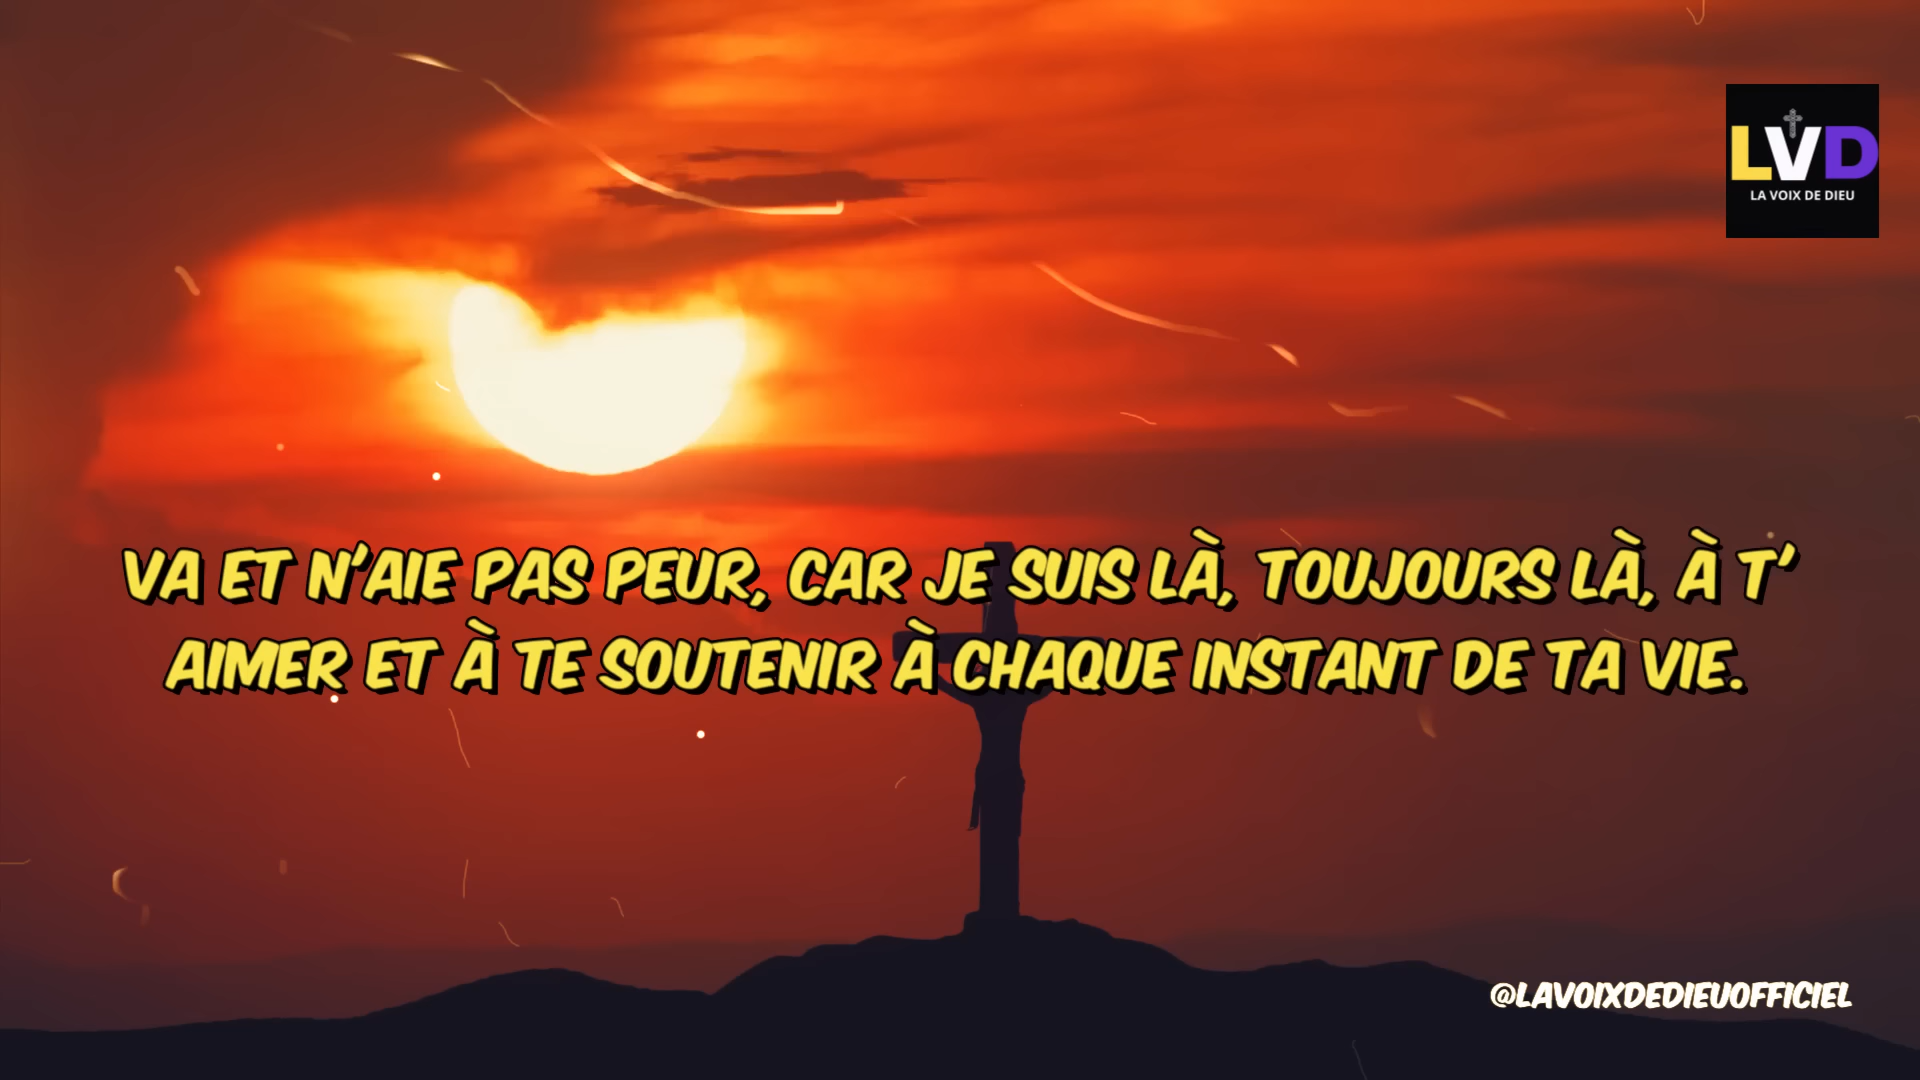 LVD
LA VOIX DE DIEU
VA ET N'AIE PAS PEUR, CAR JE SUIS LÀ, TOUJOURS LÀ, À T'
AIMER ET À TE SOUTENIR À CHAQUE INSTANT DE TA VIE.
@LAVOIXDEDIEUOFFICIEL